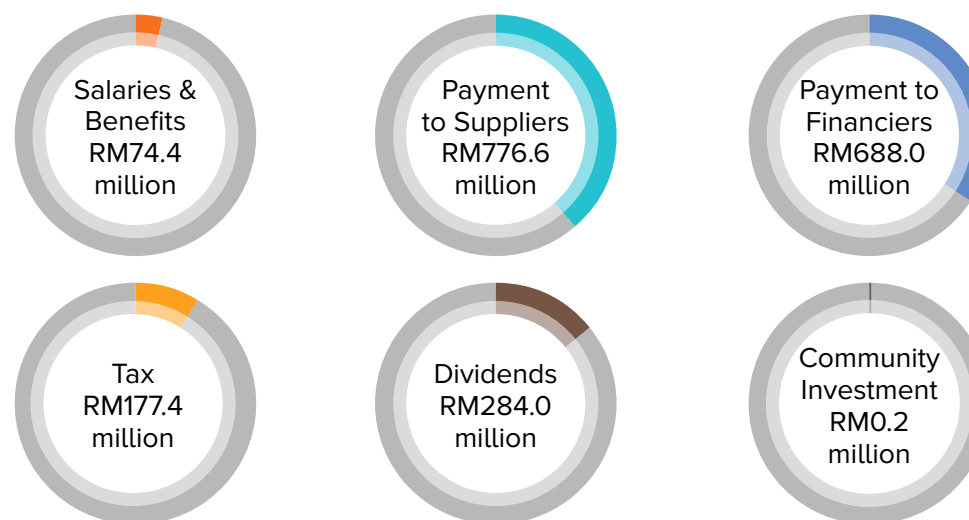 Salaries &
Benefits
RM74.4
million
Payment
to Suppliers
RM776.6
million
Payment to
Financiers
RM688.0
million
Tax
RM177.4
million
Dividends
RM284.0
million
Community
Investment
RM0.2
million